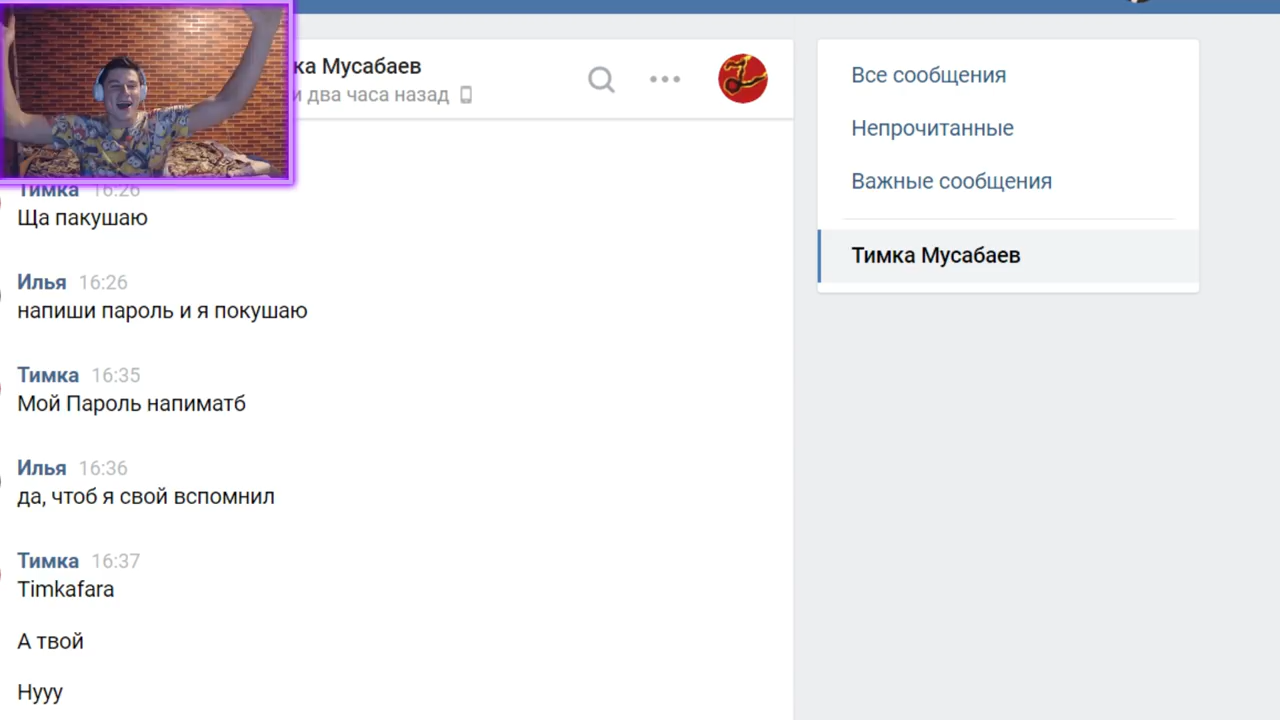 ка Мусабаев
и два часа назад
Все сообщения
Непрочитанные
Важные сообщения
Тимка Мусабаев
Тимка 16:26
Ща пакушаю
Илья 16:26
напиши пароль и я покушаю
Тимка 16:35
Мой Пароль напиматб
Илья 16:36
да, чтоб я свой вспомнил
Тимка 16:37
Timkafara
А твой
Нууу